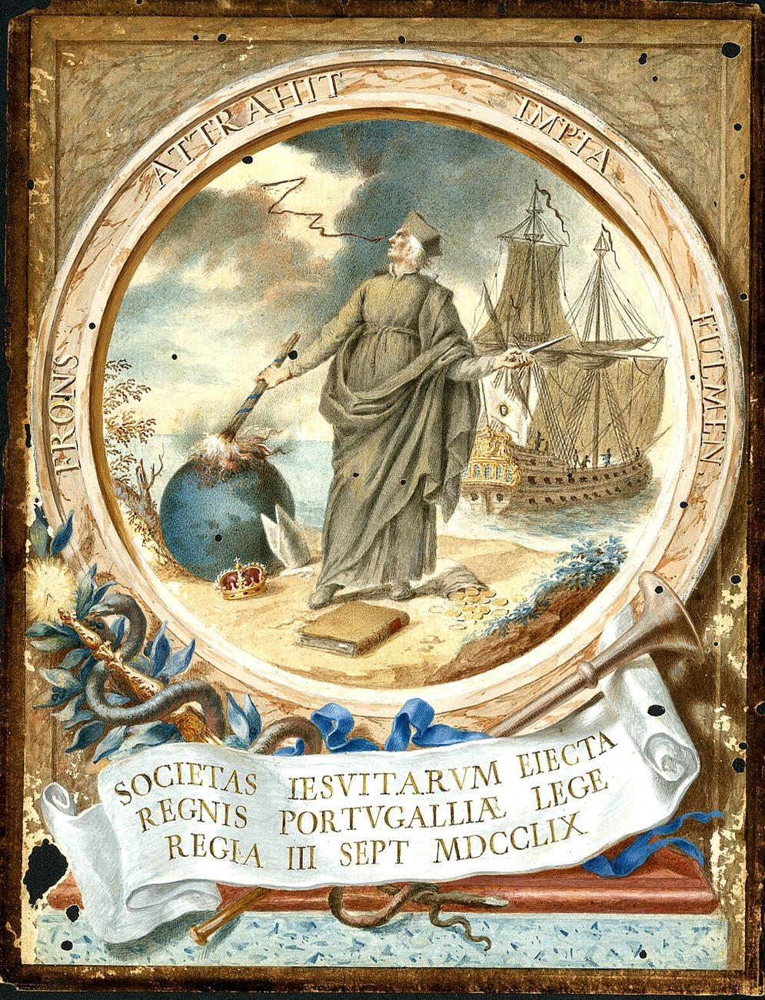 FRONS ATTRAHIT IMPIA FULMEN
SOCIETAS IESVITARVM EIECTA
REGNIS PORTVGALLIÆ LEGE
REGIA III SEPT MDCCLIX